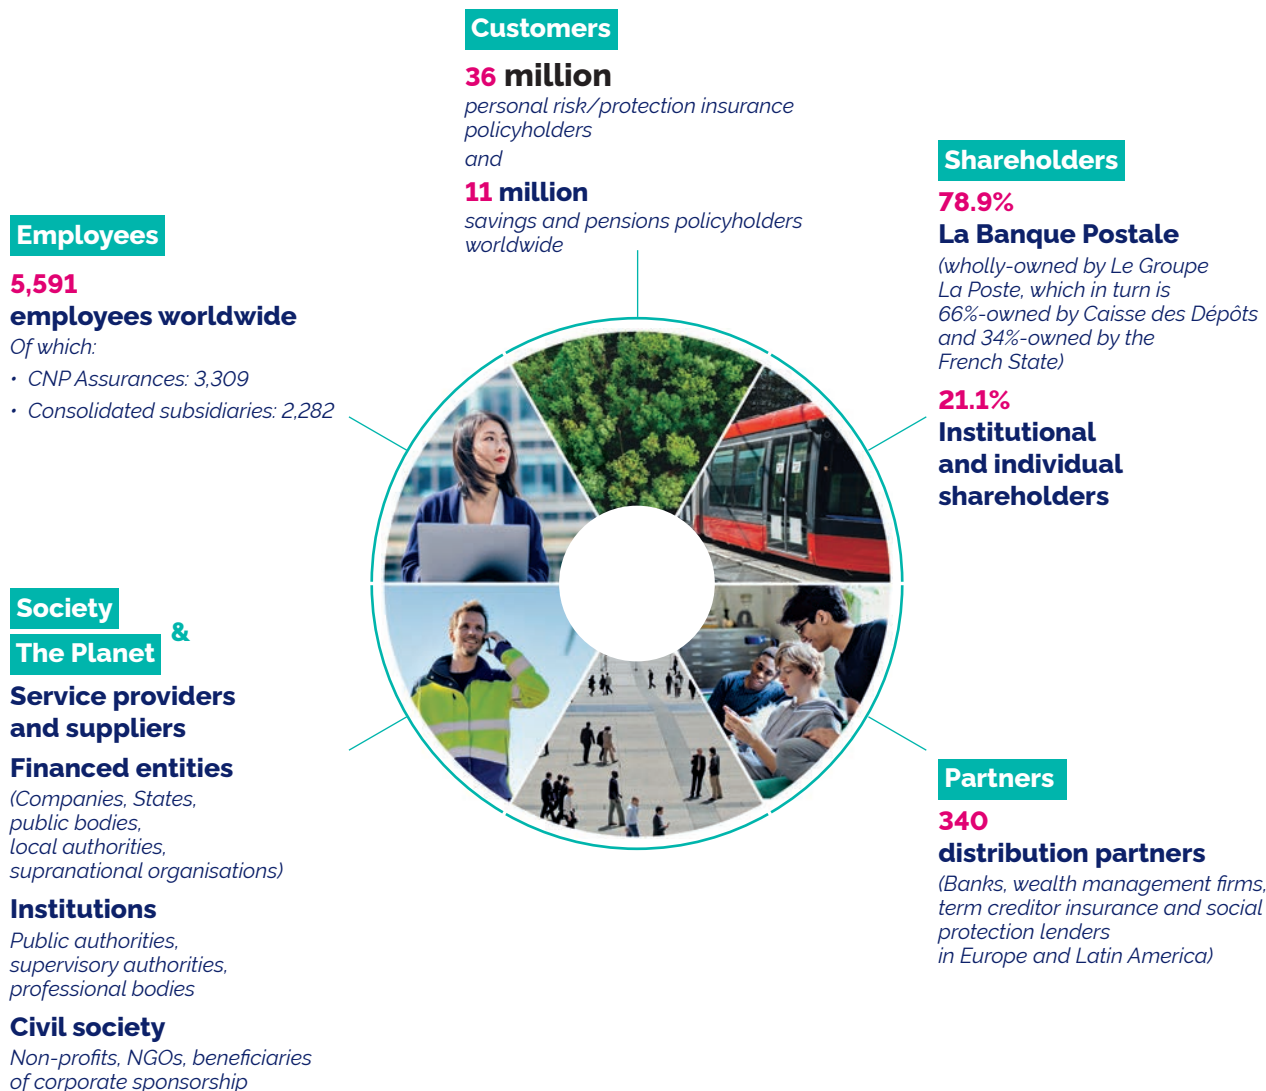 Customers
36 million
personal risk/protection insurance
policyholders
and
11 million
savings and pensions policyholders
worldwide
Shareholders
78.9%
La Banque Postale
(wholly-owned by Le Groupe
La Poste, which in turn is
66%-owned by Caisse des Dépôts
and 34%-owned by the
French State)
21.1%
Institutional
and individual
shareholders
Employees
5,591
employees worldwide
Of which:
• CNP Assurances: 3,309
• Consolidated subsidiaries: 2,282
Society
&
The Planet
Service providers
and suppliers
Financed entities
(Companies, States,
public bodies,
local authorities,
supranational organisations)
Institutions
Public authorities,
supervisory authorities,
professional bodies
Civil society
Non-profits, NGOs, beneficiaries
of corporate sponsorship
Partners
340
distribution partners
(Banks, wealth management firms,
term creditor insurance and social
protection lenders
in Europe and Latin America)